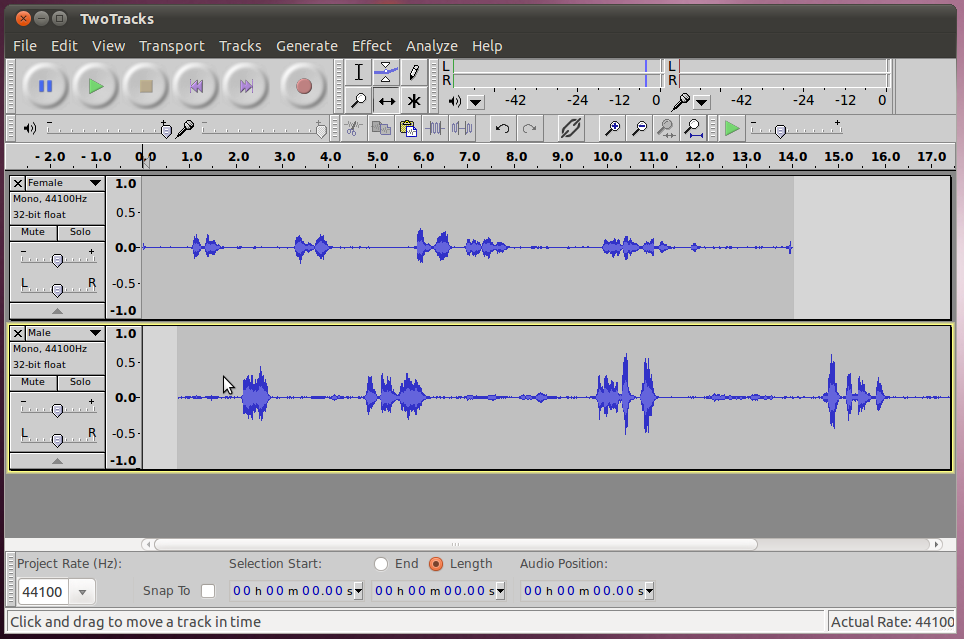 TwoTracks
File Edit View Transport Tracks Generate Effect Analyze Help
L
R
-42 -24 -12 0
L
R
-42 -24 -12 0
- 2.0 - 1.0 0.0 1.0 2.0 3.0 4.0 5.0 6.0 7.0 8.0 9.0 10.0 11.0 12.0 13.0 14.0 15.0 16.0 17.0
Female
Mono, 44100Hz
32-bit float
Mute Solo
- +
L R
1.0
0.5
0.0
-0.5
-1.0
Male
Mono, 44100Hz
32-bit float
Mute Solo
- +
L R
1.0
0.5
0.0
-0.5
-1.0
Project Rate (Hz): Selection Start: End Length Audio Position:
44100 Snap To 00 h 00 m 00.00 s 00 h 00 m 00.00 s 00 h 00 m 00.00 s
Click and drag to move a track in time Actual Rate: 44100